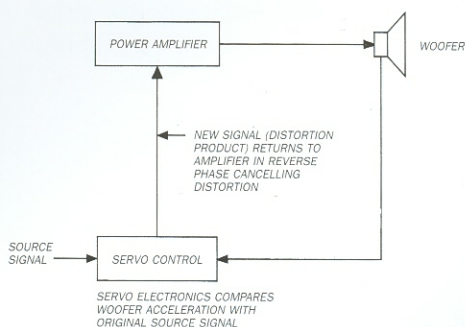 POWER AMPLIFIER
WOOFER
NEW SIGNAL (DISTORTION
PRODUCT) RETURNS TO
AMPLIFIER IN REVERSE
PHASE CANCELLING
DISTORTION
SOURCE
SIGNAL
SERVO CONTROL
SERVO ELECTRONICS COMPARES
WOOFER ACCELERATION WITH
ORIGINAL SOURCE SIGNAL